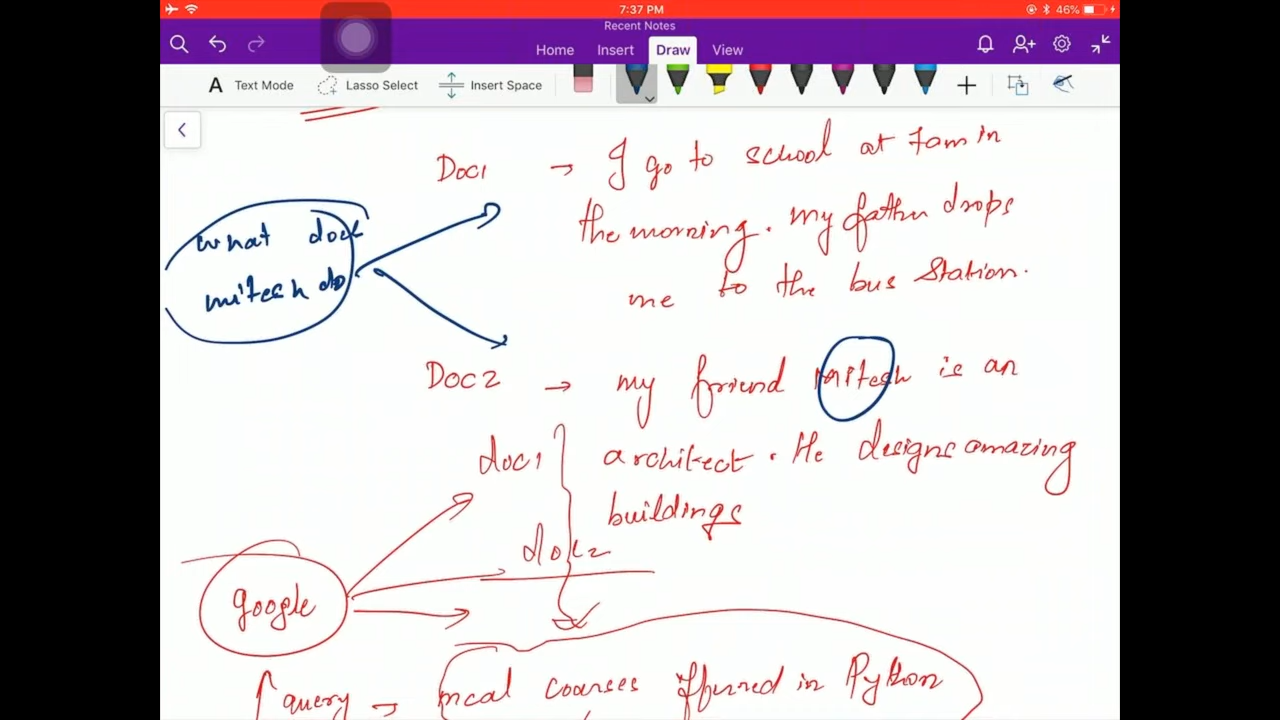 7:37 PM
46%
Recent Notes
Home Insert Draw View
A Text Mode Lasso Select Insert Space
Doc1 → I go to school at 7am in
the morning. my father drops
me to the bus station.
what does
mitesh do
Doc2 → my friend mitesh is an
architect. He designs amazing
buildings
doc1
doc2
google
query → courses offered in Python